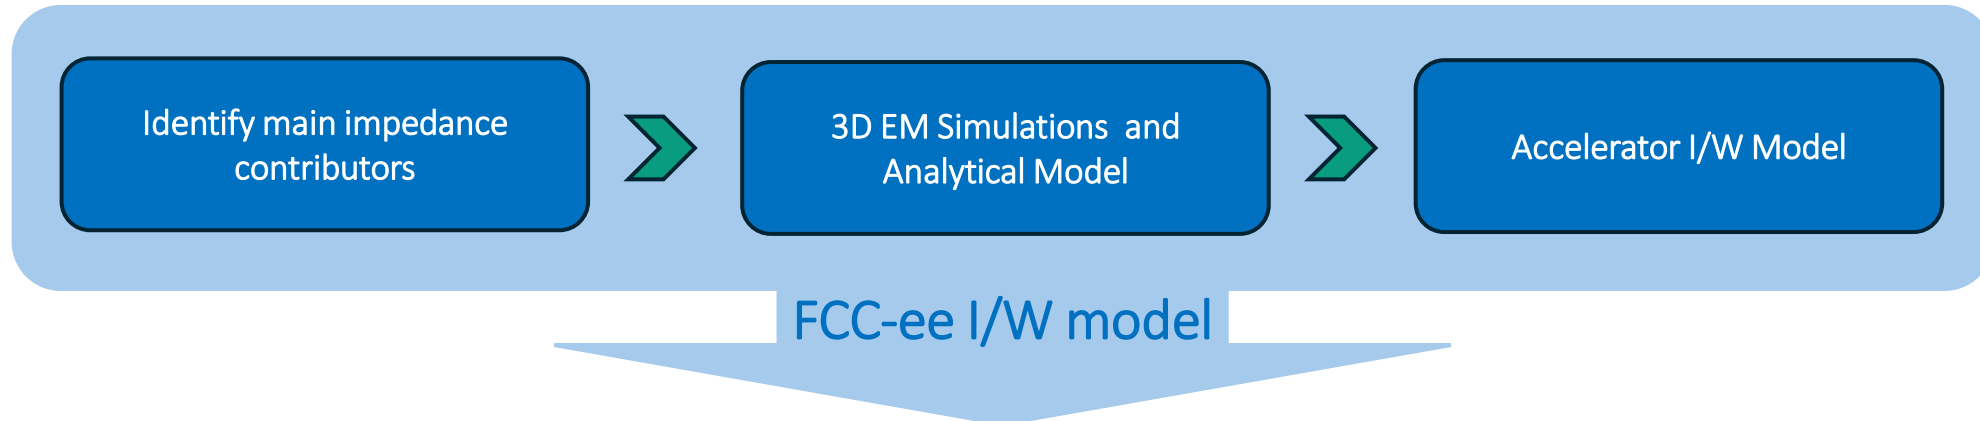 Identify main impedance
contributors
3D EM Simulations and
Analytical Model
Accelerator I/W Model
FCC-ee I/W model